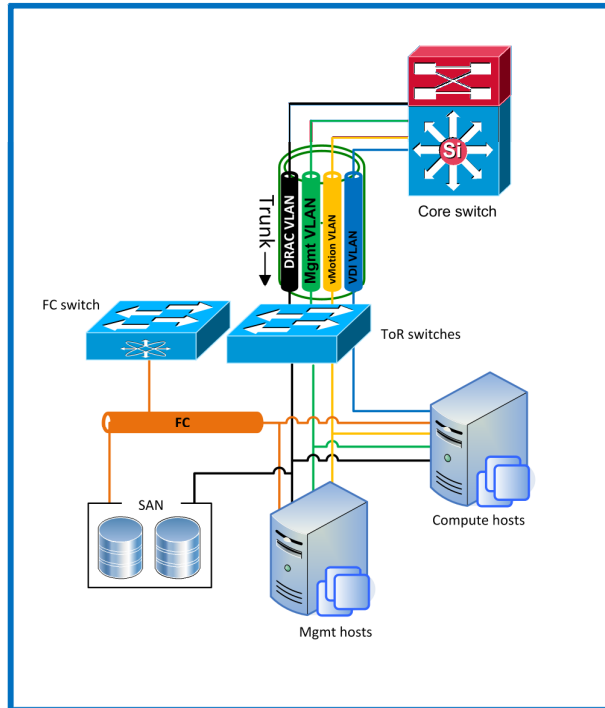 Si
Core switch
Trunk
DRAC VLAN
Mgmt VLAN
vMotion VLAN
VDI VLAN
FC switch
ToR switches
FC
SAN
Compute hosts
Mgmt hosts